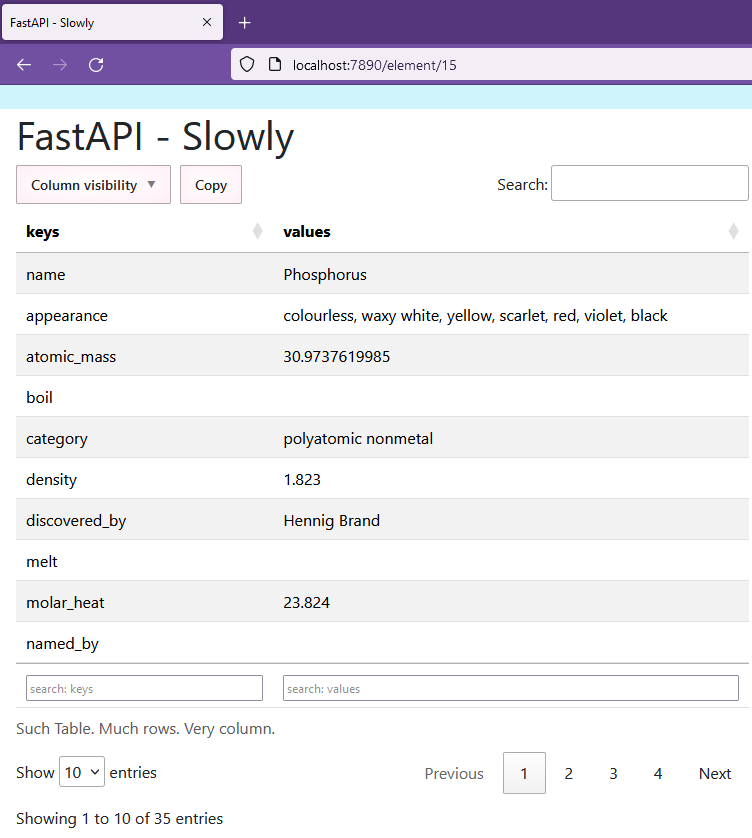 FastAPI - Slowly
localhost:7890/element/15
FastAPI - Slowly
Column visibility Copy Search:
keys values
name Phosphorus
appearance colourless, waxy white, yellow, scarlet, red, violet, black
atomic_mass 30.9737619985
boil
category polyatomic nonmetal
density 1.823
discovered_by Hennig Brand
melt
molar_heat 23.824
named_by
search: keys search: values
Such Table. Much rows. Very column.
Show 10 entries Previous 1 2 3 4 Next
Showing 1 to 10 of 35 entries